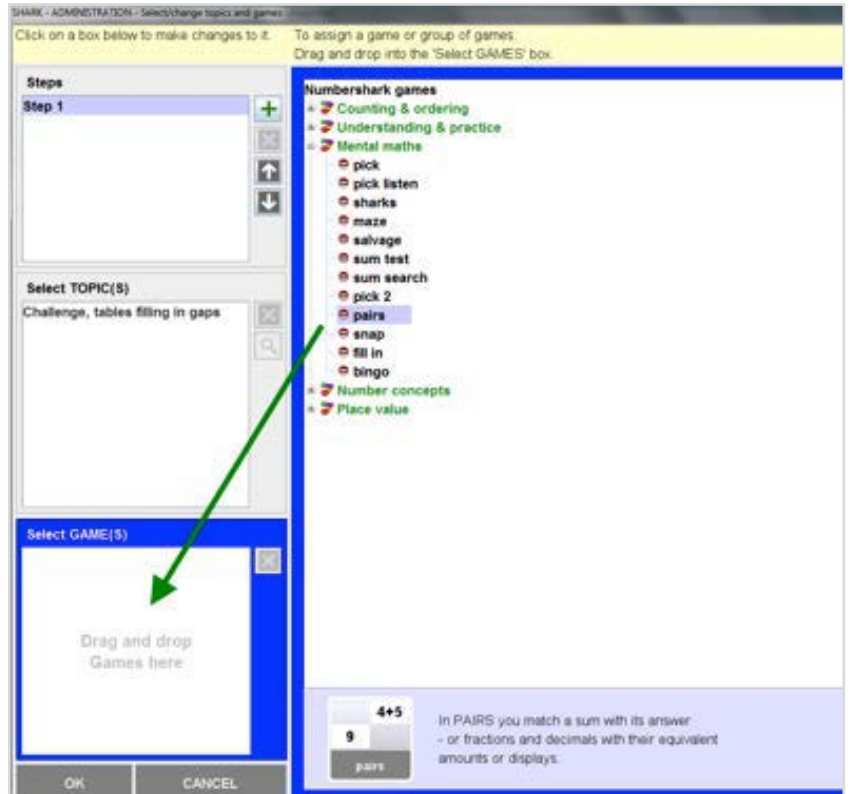 SHARK - ADMINISTRATION - Select/change topics and games
Click on a box below to make changes to it.
To assign a game or group of games:
Drag and drop into the 'Select GAMES' box.
Steps
Step 1
Select TOPIC(S)
Challenge, tables filling in gaps
Select GAME(S)
Drag and drop
Games here
OK
CANCEL
Numbershark games
Counting & ordering
Understanding & practice
Mental maths
pick
pick listen
sharks
maze
salvage
sum test
sum search
pick 2
pairs
snap
fill in
bingo
Number concepts
Place value
4+5
9
pairs
In PAIRS you match a sum with its answer
- or fractions and decimals with their equivalent
amounts or displays.